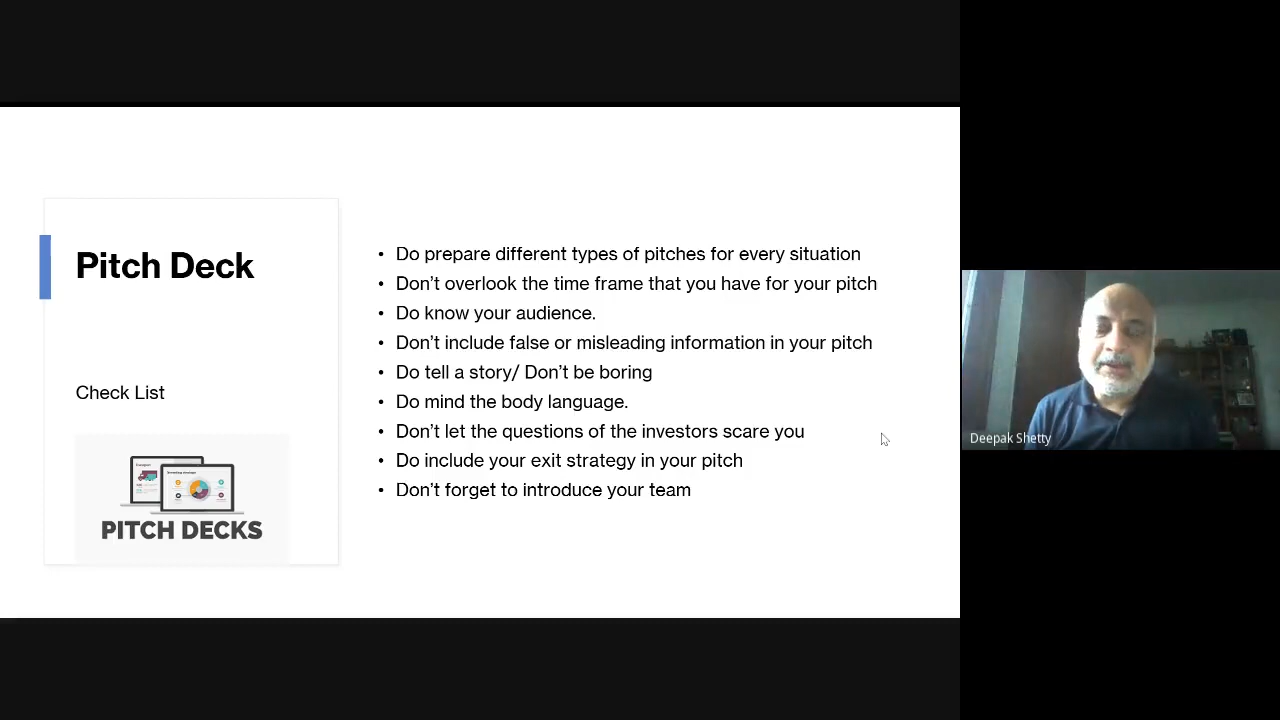 Pitch Deck
Check List
PITCH DECKS
• Do prepare different types of pitches for every situation
• Don’t overlook the time frame that you have for your pitch
• Do know your audience.
• Don’t include false or misleading information in your pitch
• Do tell a story/ Don’t be boring
• Do mind the body language.
• Don’t let the questions of the investors scare you
• Do include your exit strategy in your pitch
• Don’t forget to introduce your team
Deepak Shetty